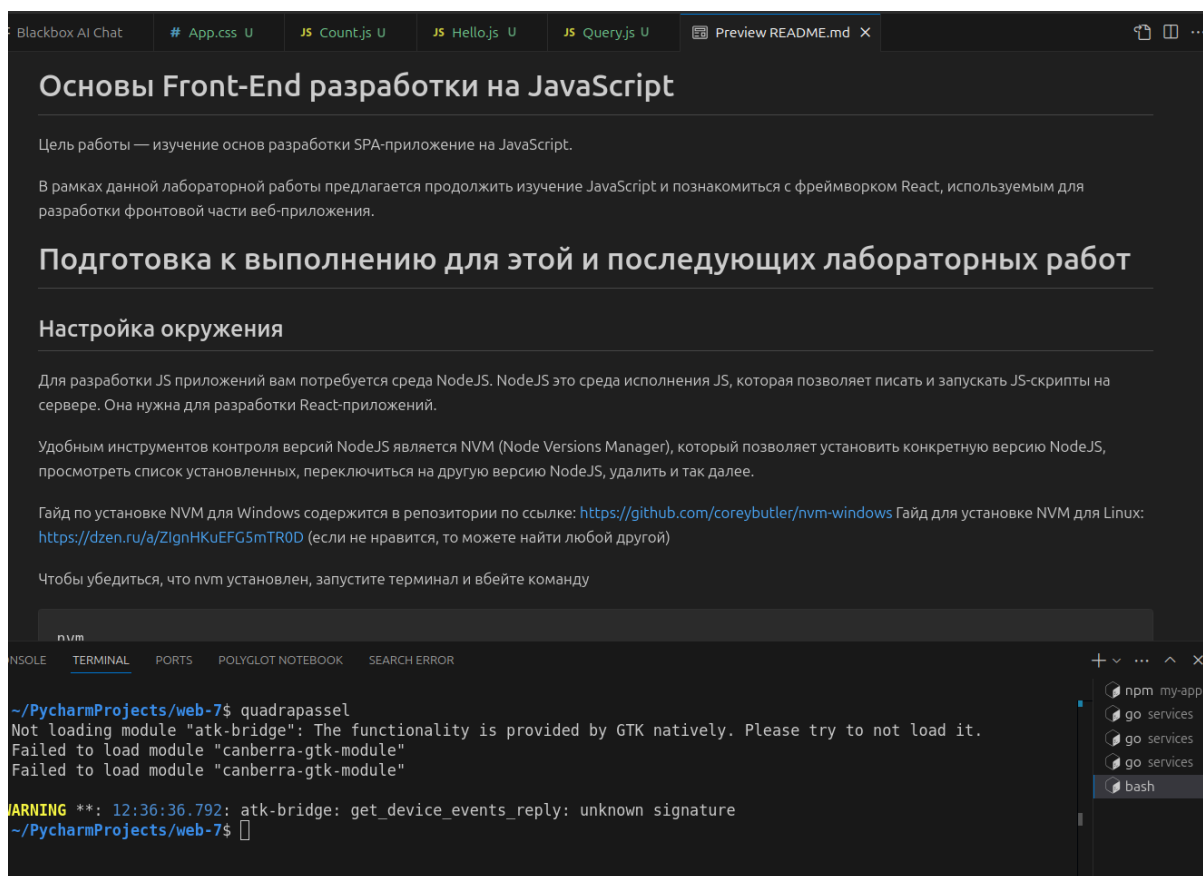 Blackbox AI Chat
# App.css U
JS Count.js U
JS Hello.js U
JS Query.js U
Preview README.md
Основы Front-End разработки на JavaScript
Цель работы — изучение основ разработки SPA-приложение на JavaScript.
В рамках данной лабораторной работы предлагается продолжить изучение JavaScript и познакомиться с фреймворком React, используемым для
разработки фронтовой части веб-приложения.
Подготовка к выполнению для этой и последующих лабораторных работ
Настройка окружения
Для разработки JS приложений вам потребуется среда NodeJS. NodeJS это среда исполнения JS, которая позволяет писать и запускать JS-скрипты на
сервере. Она нужна для разработки React-приложений.
Удобным инструментов контроля версий NodeJS является NVM (Node Versions Manager), который позволяет установить конкретную версию NodeJS,
просмотреть список установленных, переключиться на другую версию NodeJS, удалить и так далее.
Гайд по установке NVM для Windows содержится в репозитории по ссылке: https://github.com/coreybutler/nvm-windows Гайд для установке NVM для Linux:
https://dzen.ru/a/ZIgnHKuEFG5mTR0D (если не нравится, то можете найти любой другой)
Чтобы убедиться, что nvm установлен, запустите терминал и вбейте команду
nvm
NSOLE
TERMINAL
PORTS
POLYGLOT NOTEBOOK
SEARCH ERROR
~/PycharmProjects/web-7$ quadrapassel
Not loading module "atk-bridge": The functionality is provided by GTK natively. Please try to not load it.
Failed to load module "canberra-gtk-module"
Failed to load module "canberra-gtk-module"
WARNING **: 12:36:36.792: atk-bridge: get_device_events_reply: unknown signature
~/PycharmProjects/web-7$
npm my-app
go services
go services
go services
bash